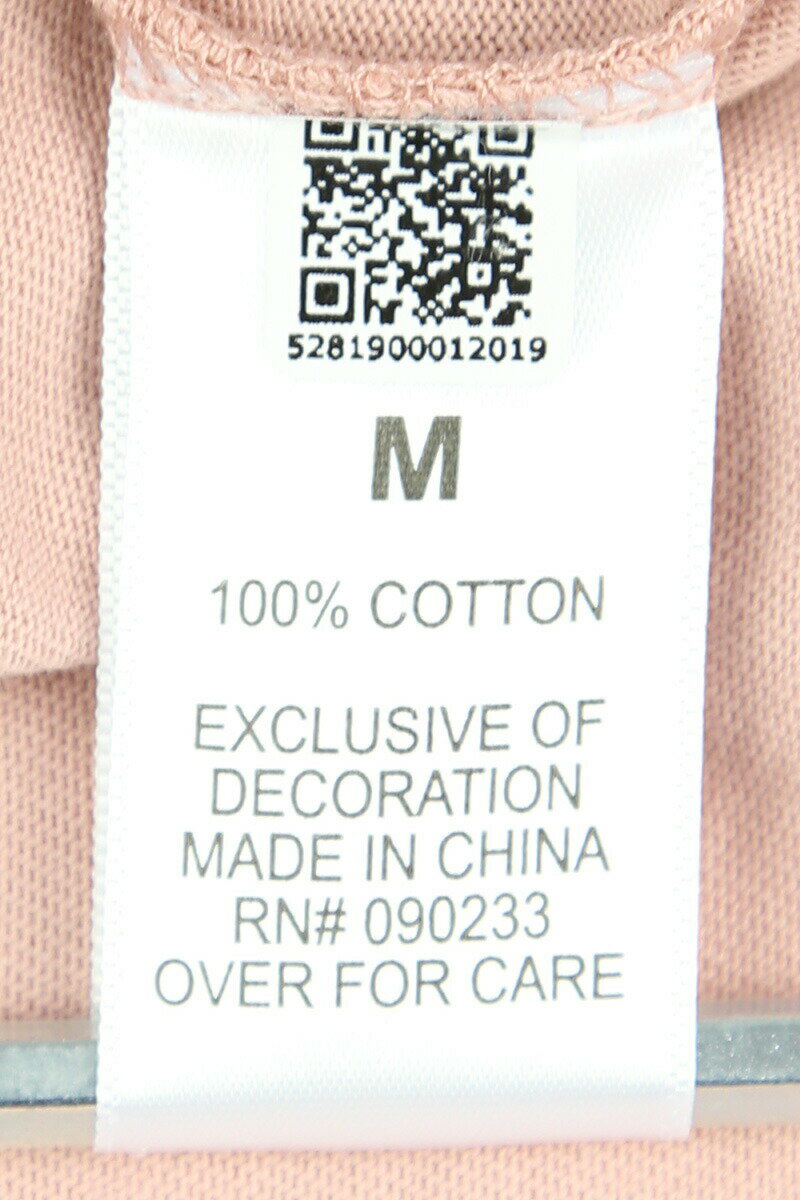 5281900012019
M
100% COTTON
EXCLUSIVE OF
DECORATION
MADE IN CHINA
RN# 090233
OVER FOR CARE